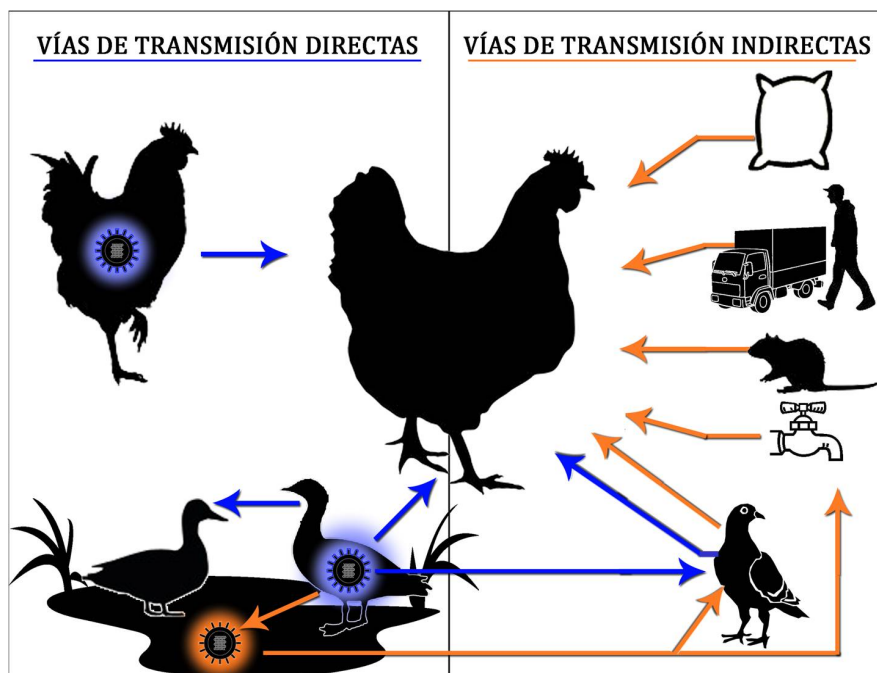 VÍAS DE TRANSMISIÓN DIRECTAS
VÍAS DE TRANSMISIÓN INDIRECTAS